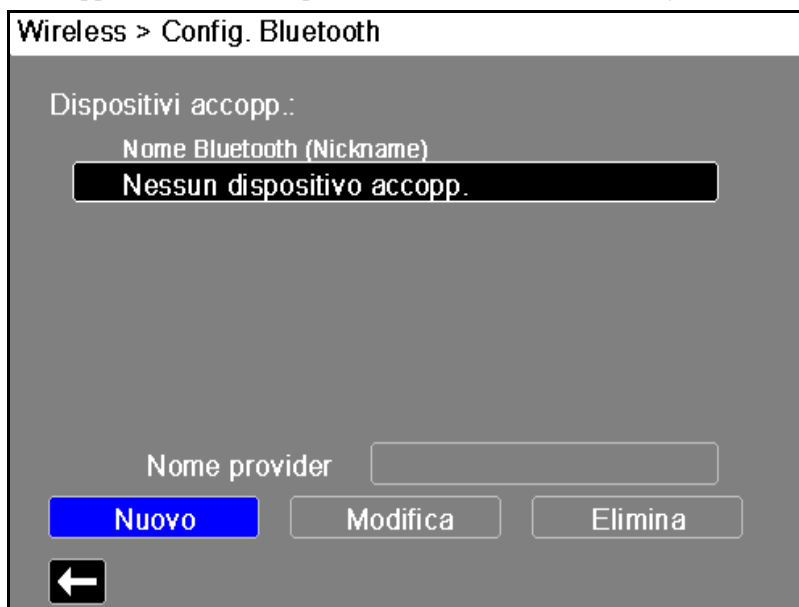 Wireless > Config. Bluetooth
Dispositivi accopp.:
Nome Bluetooth (Nickname)
Nessun dispositivo accopp.
Nome provider
Nuovo Modifica Elimina